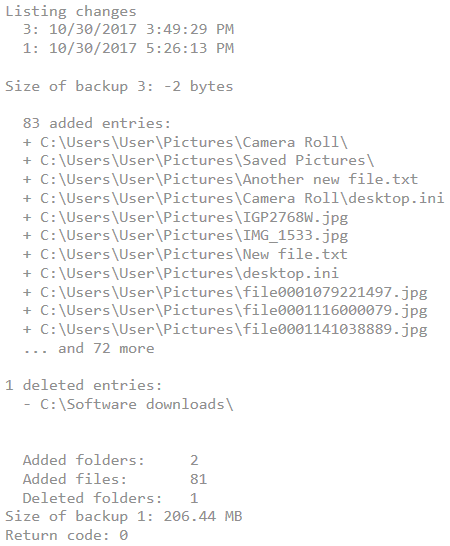 Listing changes
3: 10/30/2017 3:49:29 PM
1: 10/30/2017 5:26:13 PM
Size of backup 3: -2 bytes
83 added entries:
+ C:\Users\User\Pictures\Camera Roll\
+ C:\Users\User\Pictures\Saved Pictures\
+ C:\Users\User\Pictures\Another new file.txt
+ C:\Users\User\Pictures\Camera Roll\desktop.ini
+ C:\Users\User\Pictures\IGP2768W.jpg
+ C:\Users\User\Pictures\IMG_1533.jpg
+ C:\Users\User\Pictures\New file.txt
+ C:\Users\User\Pictures\desktop.ini
+ C:\Users\User\Pictures\file0001079221497.jpg
+ C:\Users\User\Pictures\file0001116000079.jpg
+ C:\Users\User\Pictures\file0001141038889.jpg
... and 72 more
1 deleted entries:
- C:\Software downloads\
Added folders: 2
Added files: 81
Deleted folders: 1
Size of backup 1: 206.44 MB
Return code: 0